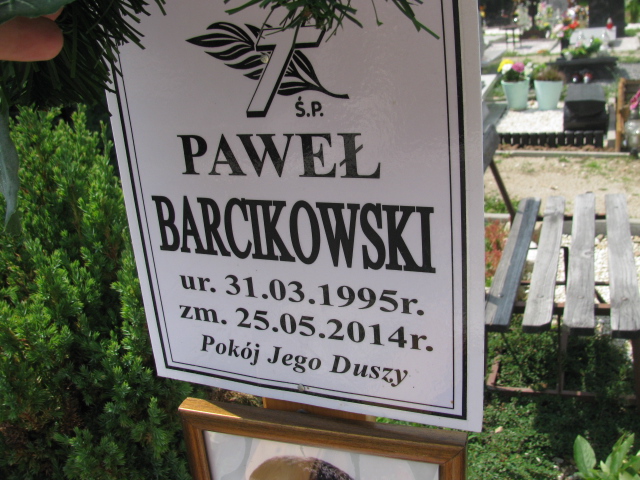 Ś.P.
PAWEŁ
BARCIKOWSKI
ur. 31.03.1995r.
zm. 25.05.2014r.
Pokój Jego Duszy